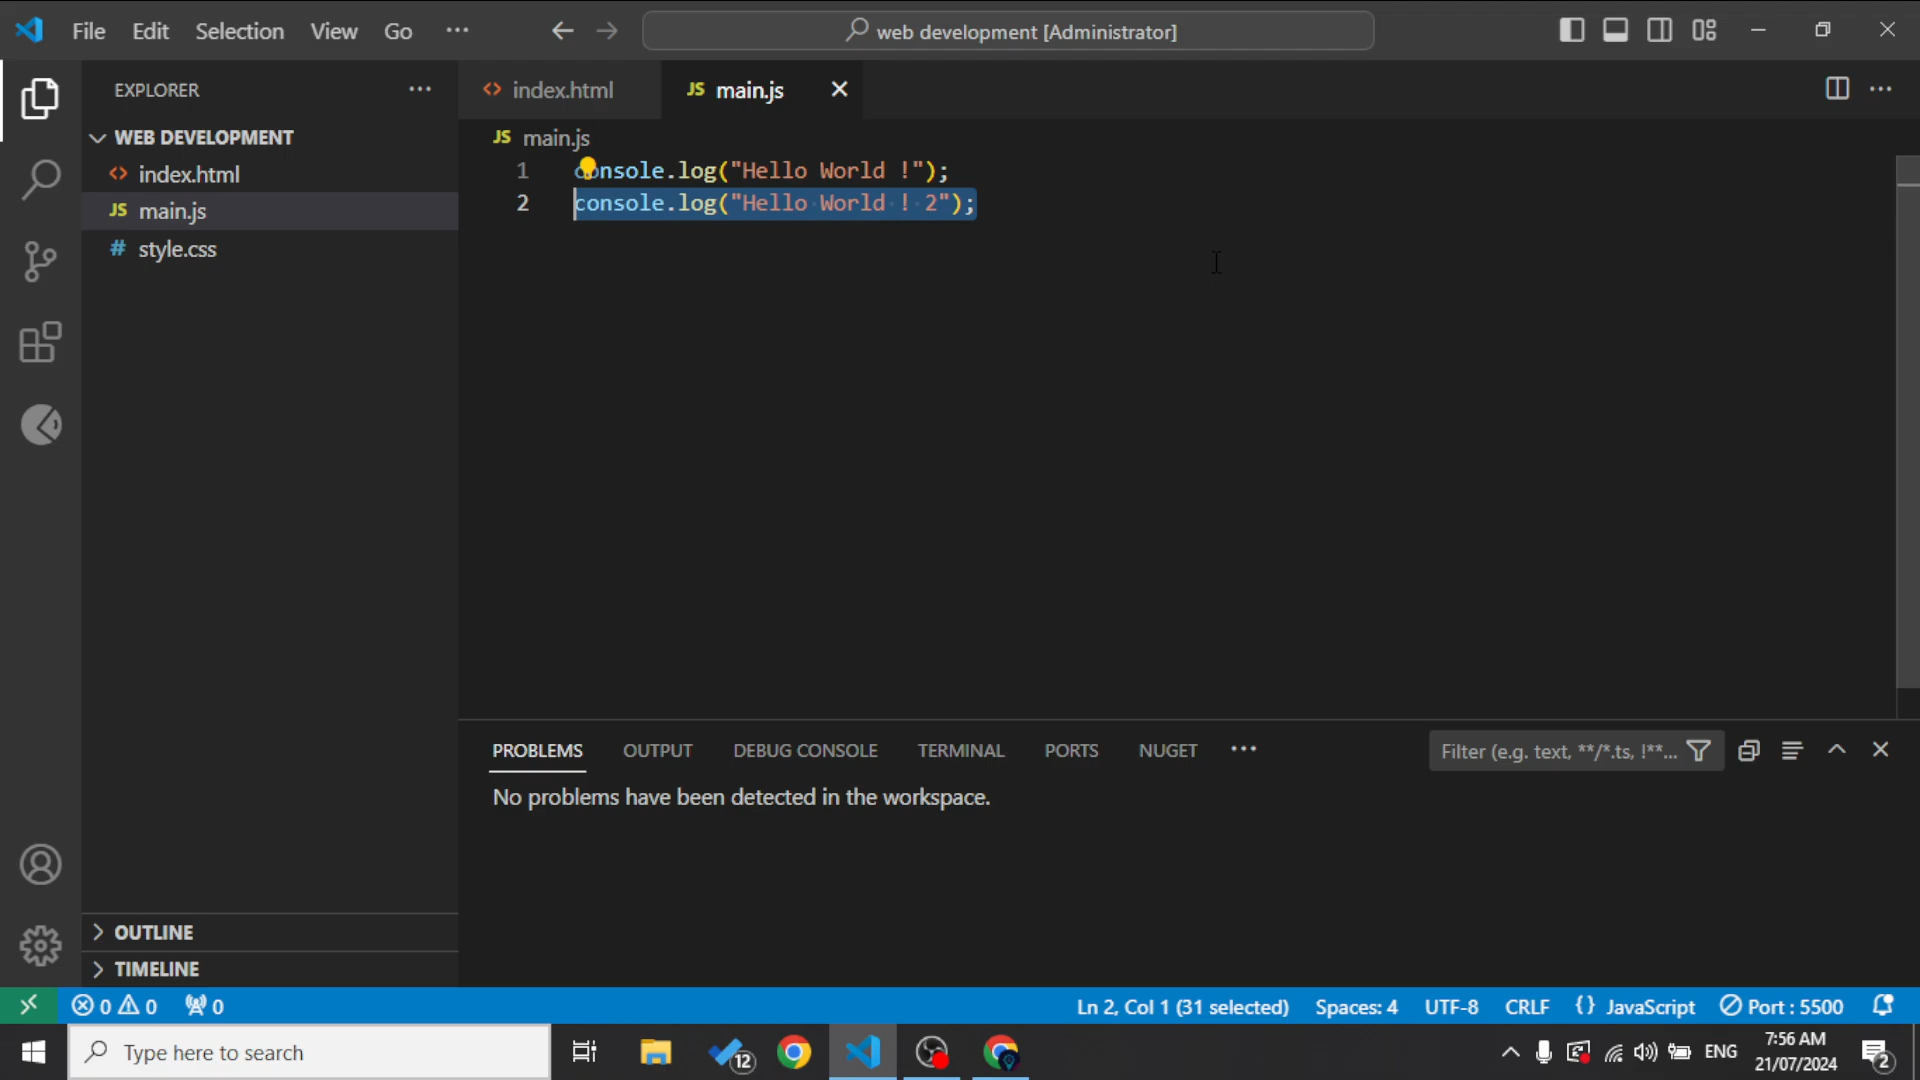 File Edit Selection View Go ··· web development [Administrator]
EXPLORER ···
WEB DEVELOPMENT
<> index.html
JS main.js
# style.css
OUTLINE
TIMELINE
<> index.html JS main.js
JS main.js
1 console.log("Hello World !");
2 console.log("Hello World ! 2");
PROBLEMS OUTPUT DEBUG CONSOLE TERMINAL PORTS NUGET ··· Filter (e.g. text, **/*.ts, !**...
No problems have been detected in the workspace.
0 0 0 Ln 2, Col 1 (31 selected) Spaces: 4 UTF-8 CRLF {} JavaScript Port : 5500
Type here to search 12 ENG 7:56 AM
21/07/2024 2